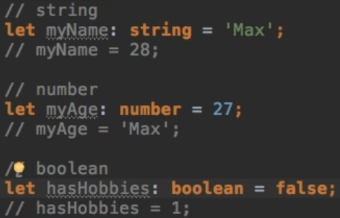 // string
let myName: string = 'Max';
// myName = 28;

// number
let myAge: number = 27;
// myAge = 'Max';

// boolean
let hasHobbies: boolean = false;
// hasHobbies = 1;